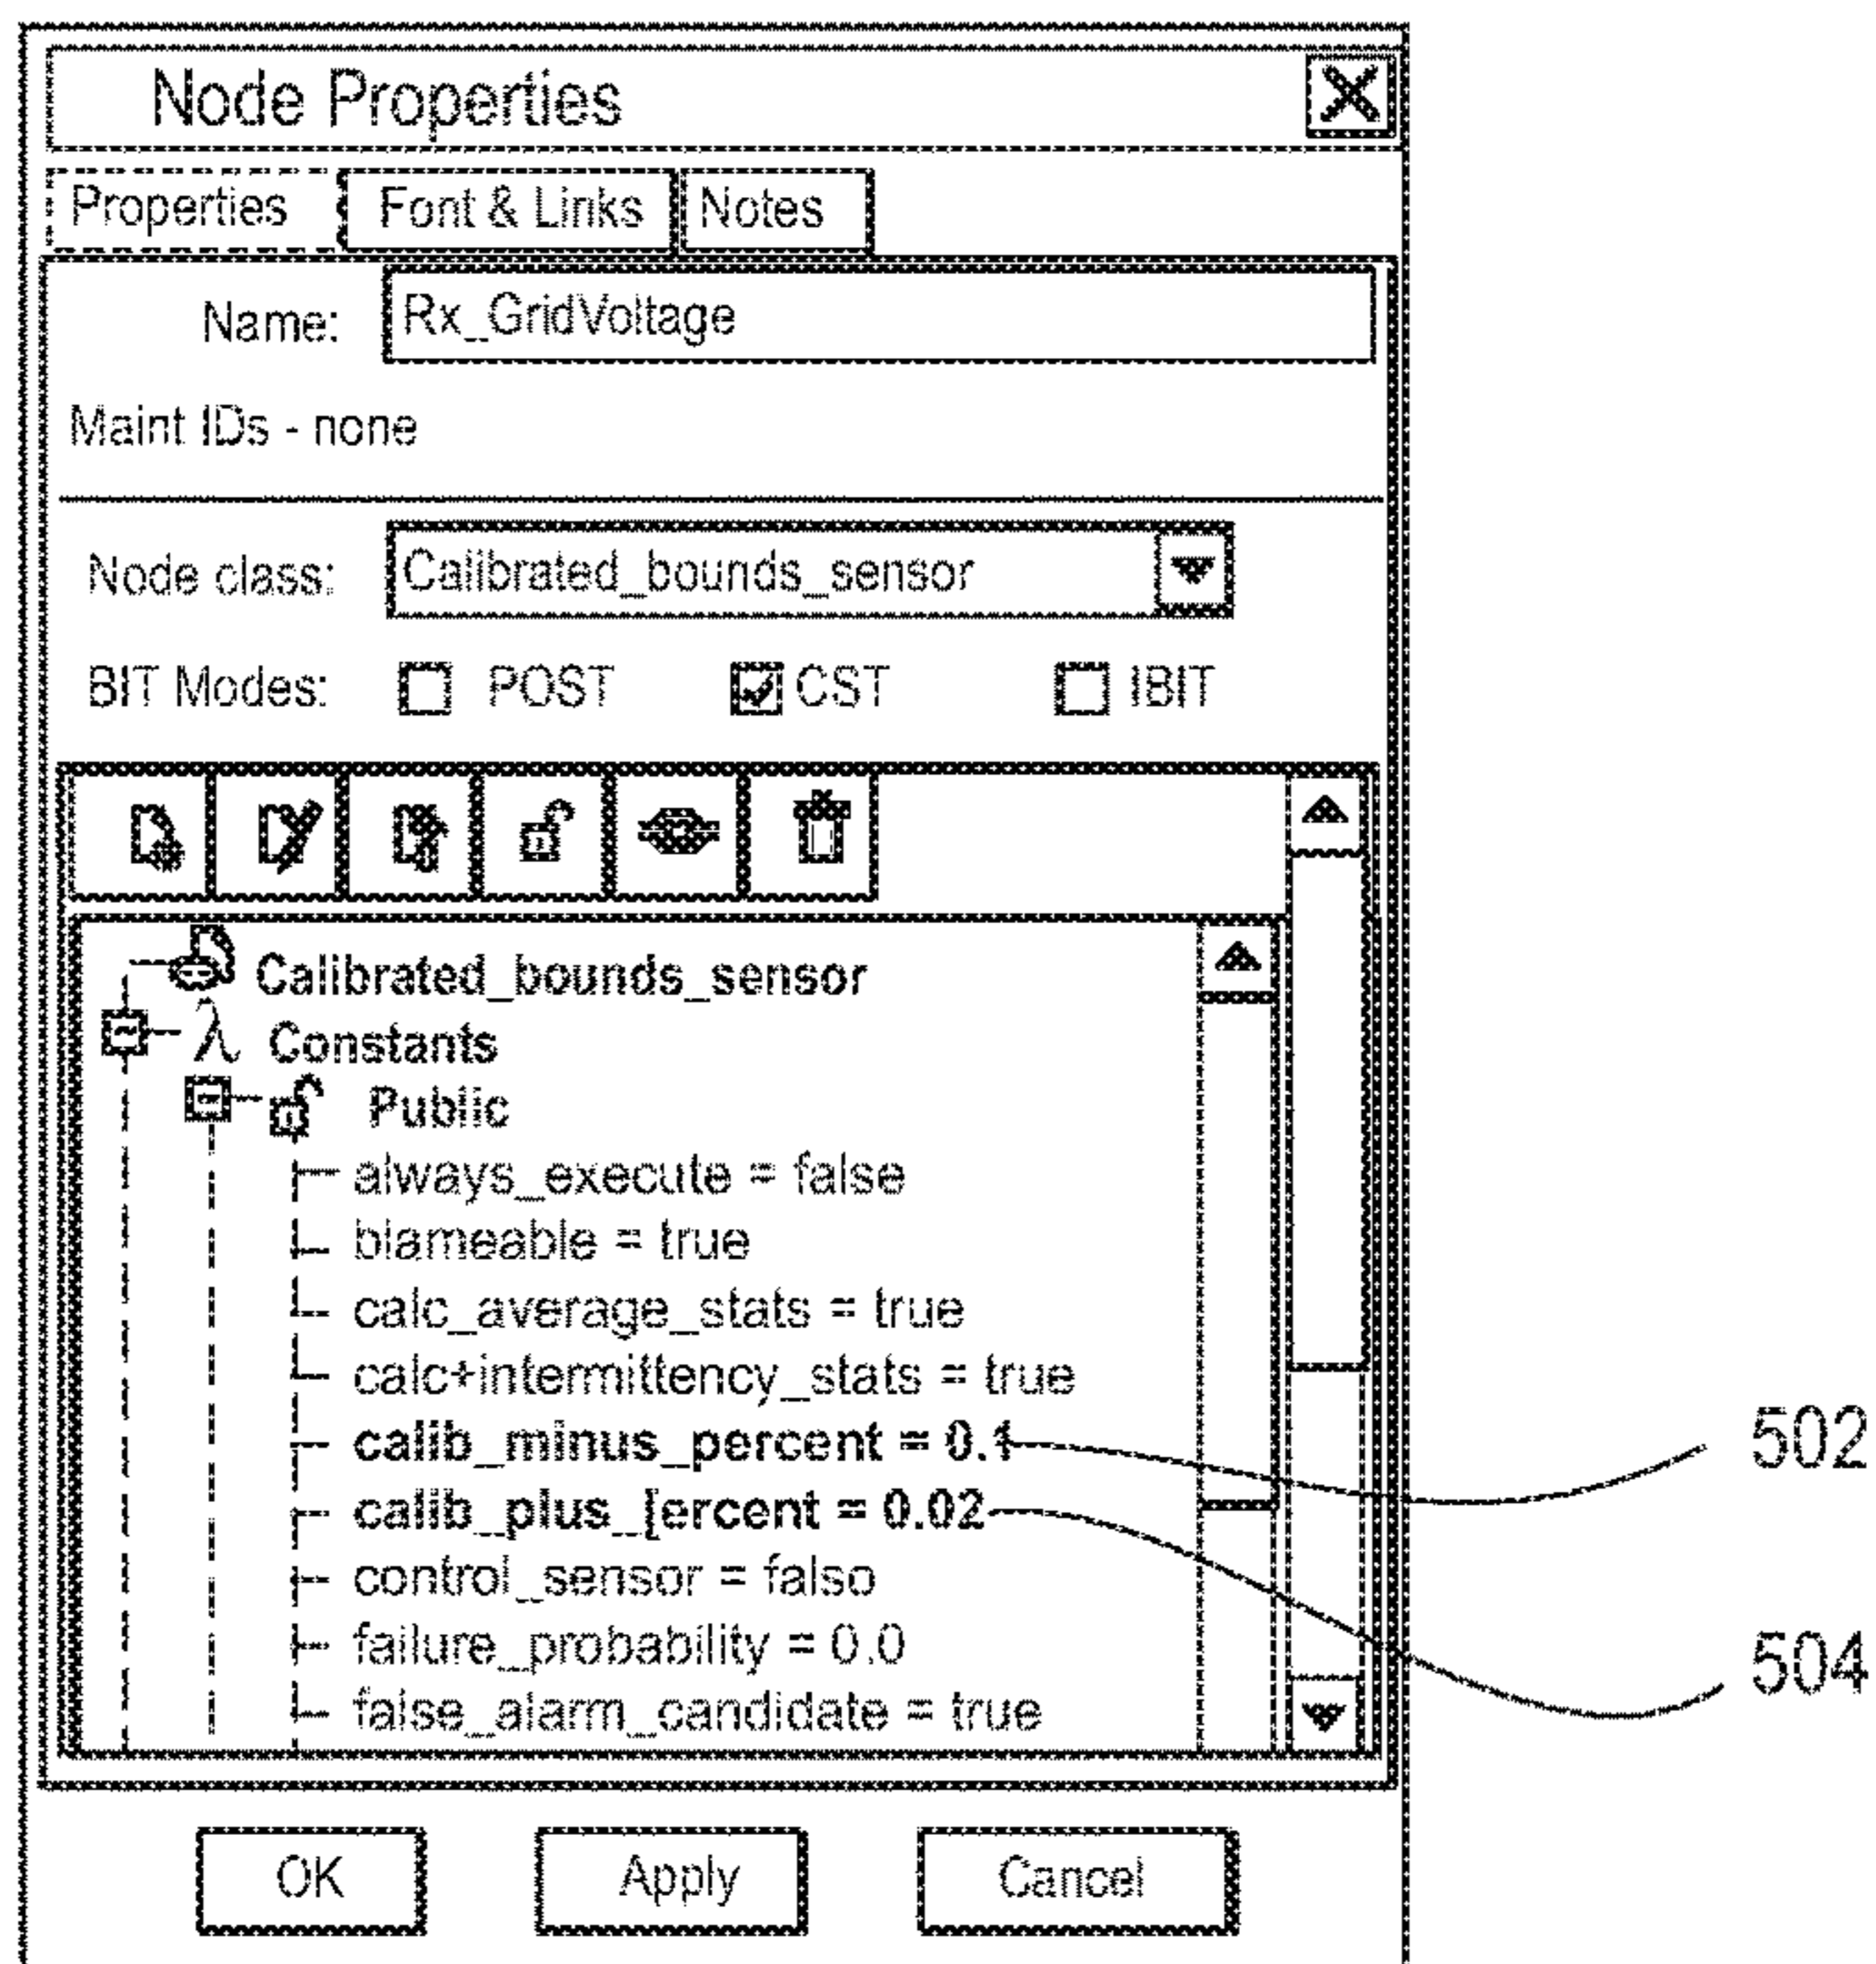 Node Properties
Properties Font & Links Notes
Name: Rx_GridVoltage
Maint IDs - none
Node class: Calibrated_bounds_sensor
BIT Modes: POST CST IBIT
Calibrated_bounds_sensor
λ Constants
Public
always_execute = false
blameable = true
calc_average_stats = true
calc+intermittency_stats = true
calib_minus_percent = 0.1
502
calib_plus_[ercent = 0.02
control_sensor = falso
failure_probability = 0.0
504
false_alarm_candidate = true
OK Apply Cancel